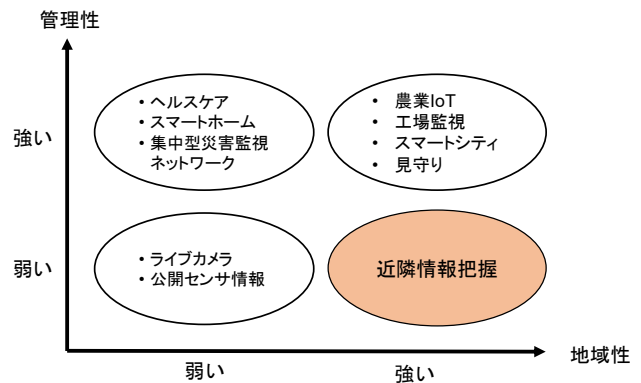 管理性
強い
・ヘルスケア
・スマートホーム
・集中型災害監視
ネットワーク
• 農業IoT
• 工場監視
• スマートシティ
• 見守り
弱い
・ライブカメラ
・公開センサ情報
近隣情報把握
弱い
強い
地域性